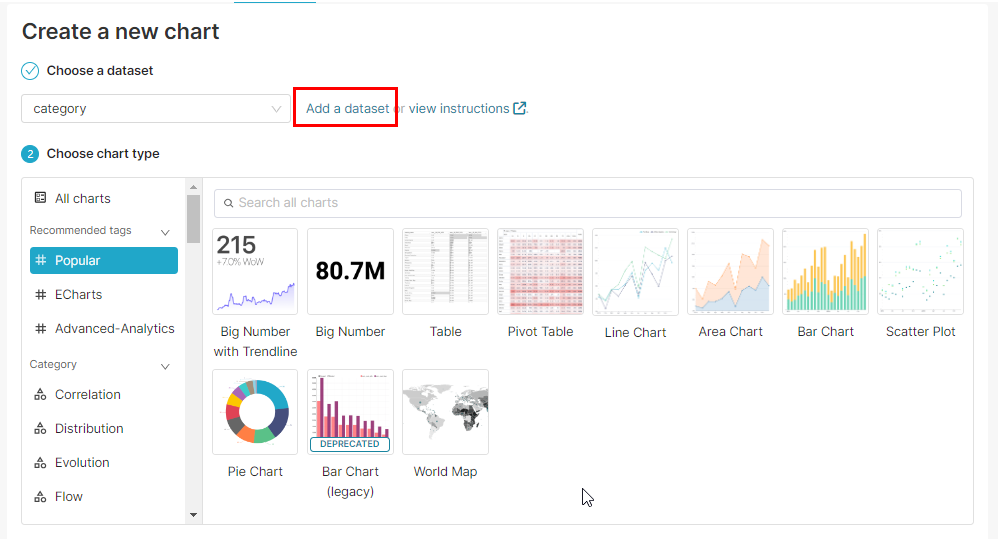 Create a new chart
Choose a dataset
category
Add a dataset or view instructions
2 Choose chart type
All charts
Recommended tags
Popular
ECharts
Advanced-Analytics
Category
Correlation
Distribution
Evolution
Flow
Search all charts
215
+7.0% WoW
80.7M
Big Number
with Trendline
Big Number
Table
Pivot Table
Line Chart
Area Chart
Bar Chart
Scatter Plot
DEPRECATED
Pie Chart
Bar Chart
(legacy)
World Map